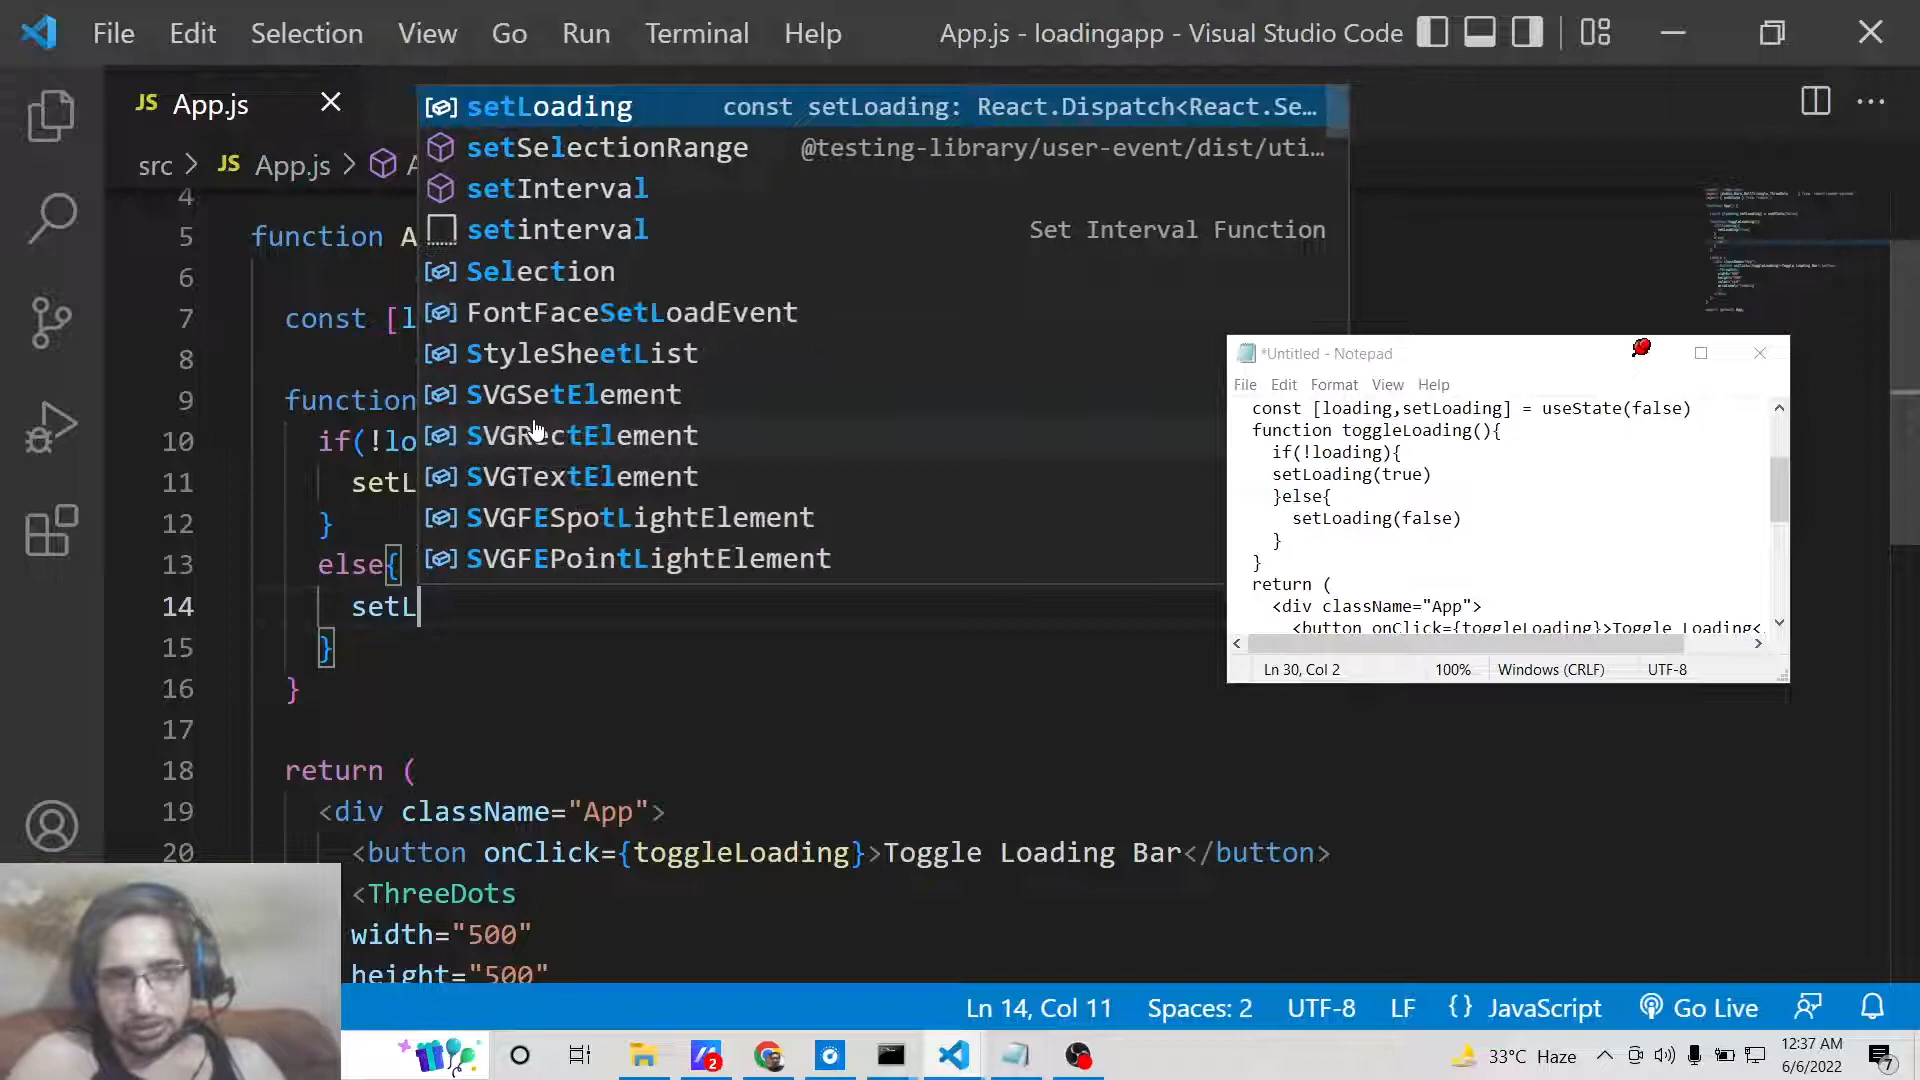 File Edit Selection View Go Run Terminal Help App.js - loadingapp - Visual Studio Code
JS App.js
src > JS App.js > A
setLoading const setLoading: React.Dispatch<React.Se…
setSelectionRange @testing-library/user-event/dist/uti…
setInterval
setinterval Set Interval Function
Selection
FontFaceSetLoadEvent
StyleSheetList
SVGSetElement
SVGRectElement
SVGTextElement
SVGFESpotLightElement
SVGFEPointLightElement
4
5 function A
6
7 const [l
8
9 function
10 if(!lo
11 setL
12 }
13 else{
14 setL
15 }
16 }
17
18 return (
19 <div className="App">
20 <button onClick={toggleLoading}>Toggle Loading Bar</button>
<ThreeDots
width="500"
height="500"
*Untitled - Notepad
File Edit Format View Help
const [loading,setLoading] = useState(false)
function toggleLoading(){
if(!loading){
setLoading(true)
}else{
setLoading(false)
}
}
return (
<div className="App">
<button onClick={toggleLoading}>Toggle Loading<
Ln 30, Col 2 100% Windows (CRLF) UTF-8
Ln 14, Col 11 Spaces: 2 UTF-8 LF {} JavaScript Go Live
2
33°C Haze
12:37 AM
6/6/2022
7